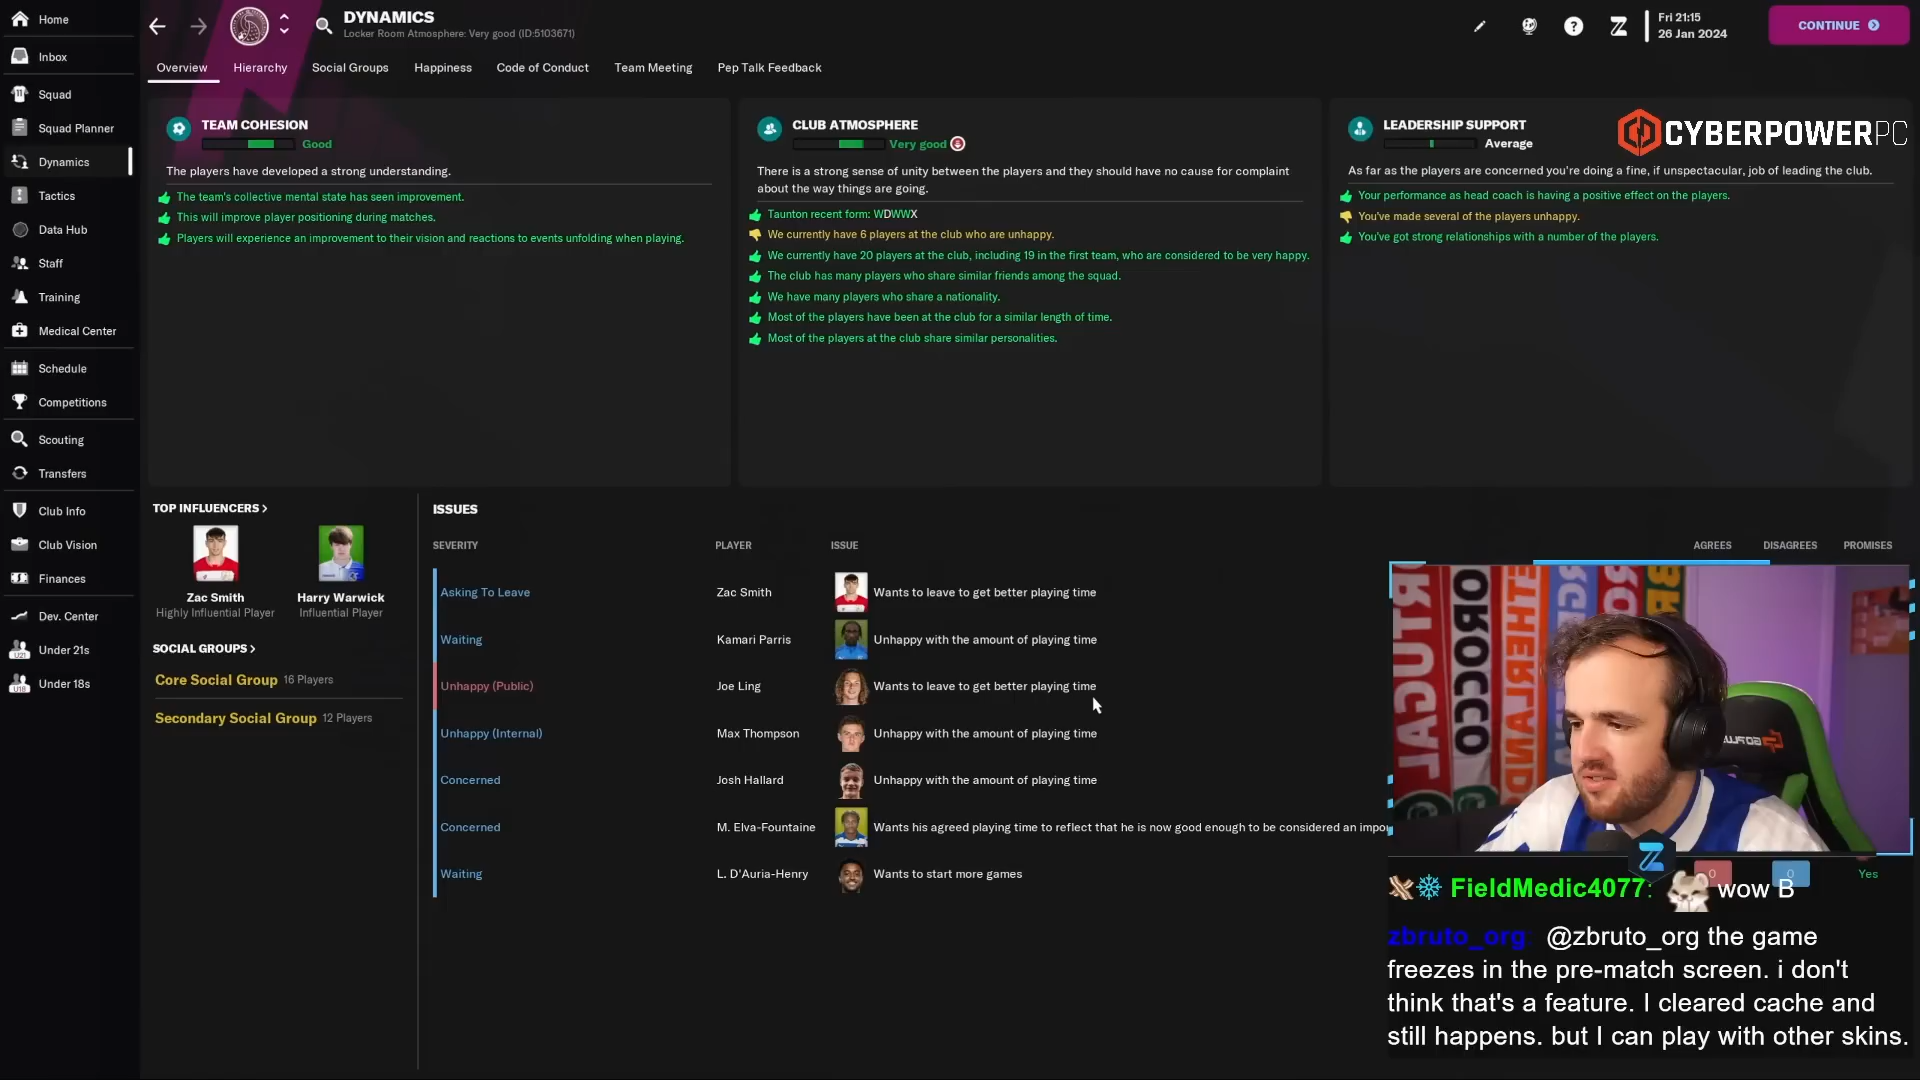 Home
Inbox
Squad
Squad Planner
Dynamics
Tactics
Data Hub
Staff
Training
Medical Center
Schedule
Competitions
Scouting
Transfers
Club Info
Club Vision
Finances
Dev. Center
Under 21s
Under 18s
DYNAMICS
Locker Room Atmosphere: Very good (ID:5103671)
Fri 21:15
26 Jan 2024
CONTINUE
Overview Hierarchy Social Groups Happiness Code of Conduct Team Meeting Pep Talk Feedback
TEAM COHESION
Good
The players have developed a strong understanding.
The team's collective mental state has seen improvement.
This will improve player positioning during matches.
Players will experience an improvement to their vision and reactions to events unfolding when playing.
CLUB ATMOSPHERE
Very good
There is a strong sense of unity between the players and they should have no cause for complaint
about the way things are going.
Taunton recent form: WDWWX
We currently have 6 players at the club who are unhappy.
We currently have 20 players at the club, including 19 in the first team, who are considered to be very happy.
The club has many players who share similar friends among the squad.
We have many players who share a nationality.
Most of the players have been at the club for a similar length of time.
Most of the players at the club share similar personalities.
LEADERSHIP SUPPORT
Average
CYBERPOWERPC
As far as the players are concerned you're doing a fine, if unspectacular, job of leading the club.
Your performance as head coach is having a positive effect on the players.
You've made several of the players unhappy.
You've got strong relationships with a number of the players.
TOP INFLUENCERS >
Zac Smith
Highly Influential Player
Harry Warwick
Influential Player
SOCIAL GROUPS >
Core Social Group 16 Players
Secondary Social Group 12 Players
ISSUES
SEVERITY PLAYER ISSUE AGREES DISAGREES PROMISES
Asking To Leave Zac Smith Wants to leave to get better playing time
Waiting Kamari Parris Unhappy with the amount of playing time
Unhappy (Public) Joe Ling Wants to leave to get better playing time
Unhappy (Internal) Max Thompson Unhappy with the amount of playing time
Concerned Josh Hallard Unhappy with the amount of playing time
Concerned M. Elva-Fountaine Wants his agreed playing time to reflect that he is now good enough to be considered an impo
Waiting L. D'Auria-Henry Wants to start more games
0 0 Yes
PORTUGAL
MOROCCO
FieldMedic4077: wow B
zbruto_org: @zbruto_org the game
freezes in the pre-match screen. i don't
think that's a feature. I cleared cache and
still happens. but I can play with other skins.